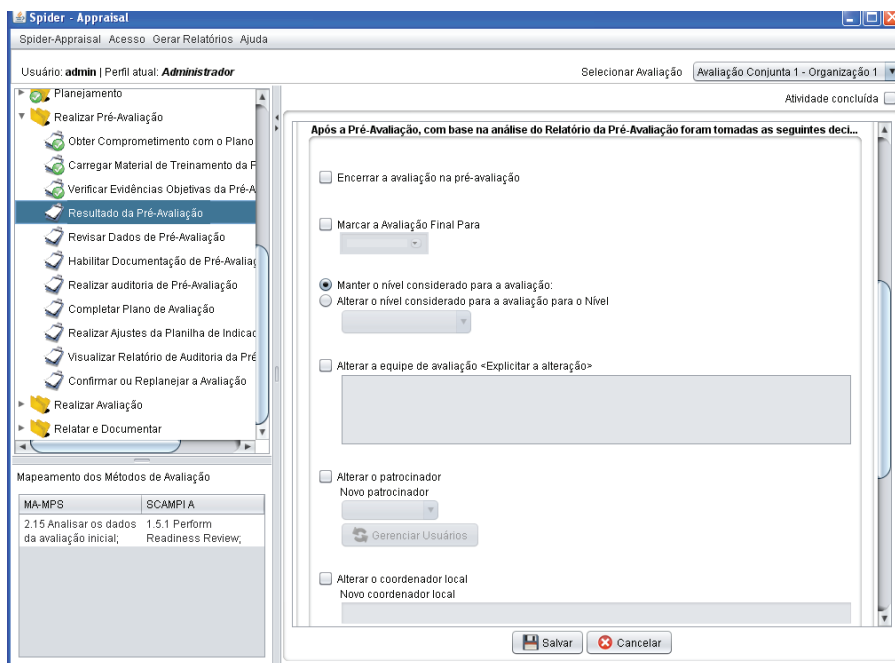 Spider - Appraisal
Spider-Appraisal Acesso Gerar Relatórios Ajuda
Usuário: admin | Perfil atual: Administrador
Selecionar Avaliação Avaliação Conjunta 1 - Organização 1
Atividade concluída
Planejamento
Realizar Pré-Avaliação
Obter Comprometimento com o Plano
Carregar Material de Treinamento da P
Verificar Evidências Objetivas da Pré-A
Resultado da Pré-Avaliação
Revisar Dados de Pré-Avaliação
Habilitar Documentação de Pré-Avaliaç
Realizar auditoria de Pré-Avaliação
Completar Plano de Avaliação
Realizar Ajustes da Planilha de Indicad
Visualizar Relatório de Auditoria da Pré
Confirmar ou Replanejar a Avaliação
Realizar Avaliação
Relatar e Documentar
Mapeamento dos Métodos de Avaliação
MA-MPS SCAMPI A
2.15 Analisar os dados 1.5.1 Perform
da avaliação inicial; Readiness Review;
Após a Pré-Avaliação, com base na análise do Relatório da Pré-Avaliação foram tomadas as seguintes deci...
Encerrar a avaliação na pré-avaliação
Marcar a Avaliação Final Para
Manter o nível considerado para a avaliação:
Alterar o nível considerado para a avaliação para o Nível
Alterar a equipe de avaliação <Explicitar a alteração>
Alterar o patrocinador
Novo patrocinador
Gerenciar Usuários
Alterar o coordenador local
Novo coordenador local
Salvar Cancelar